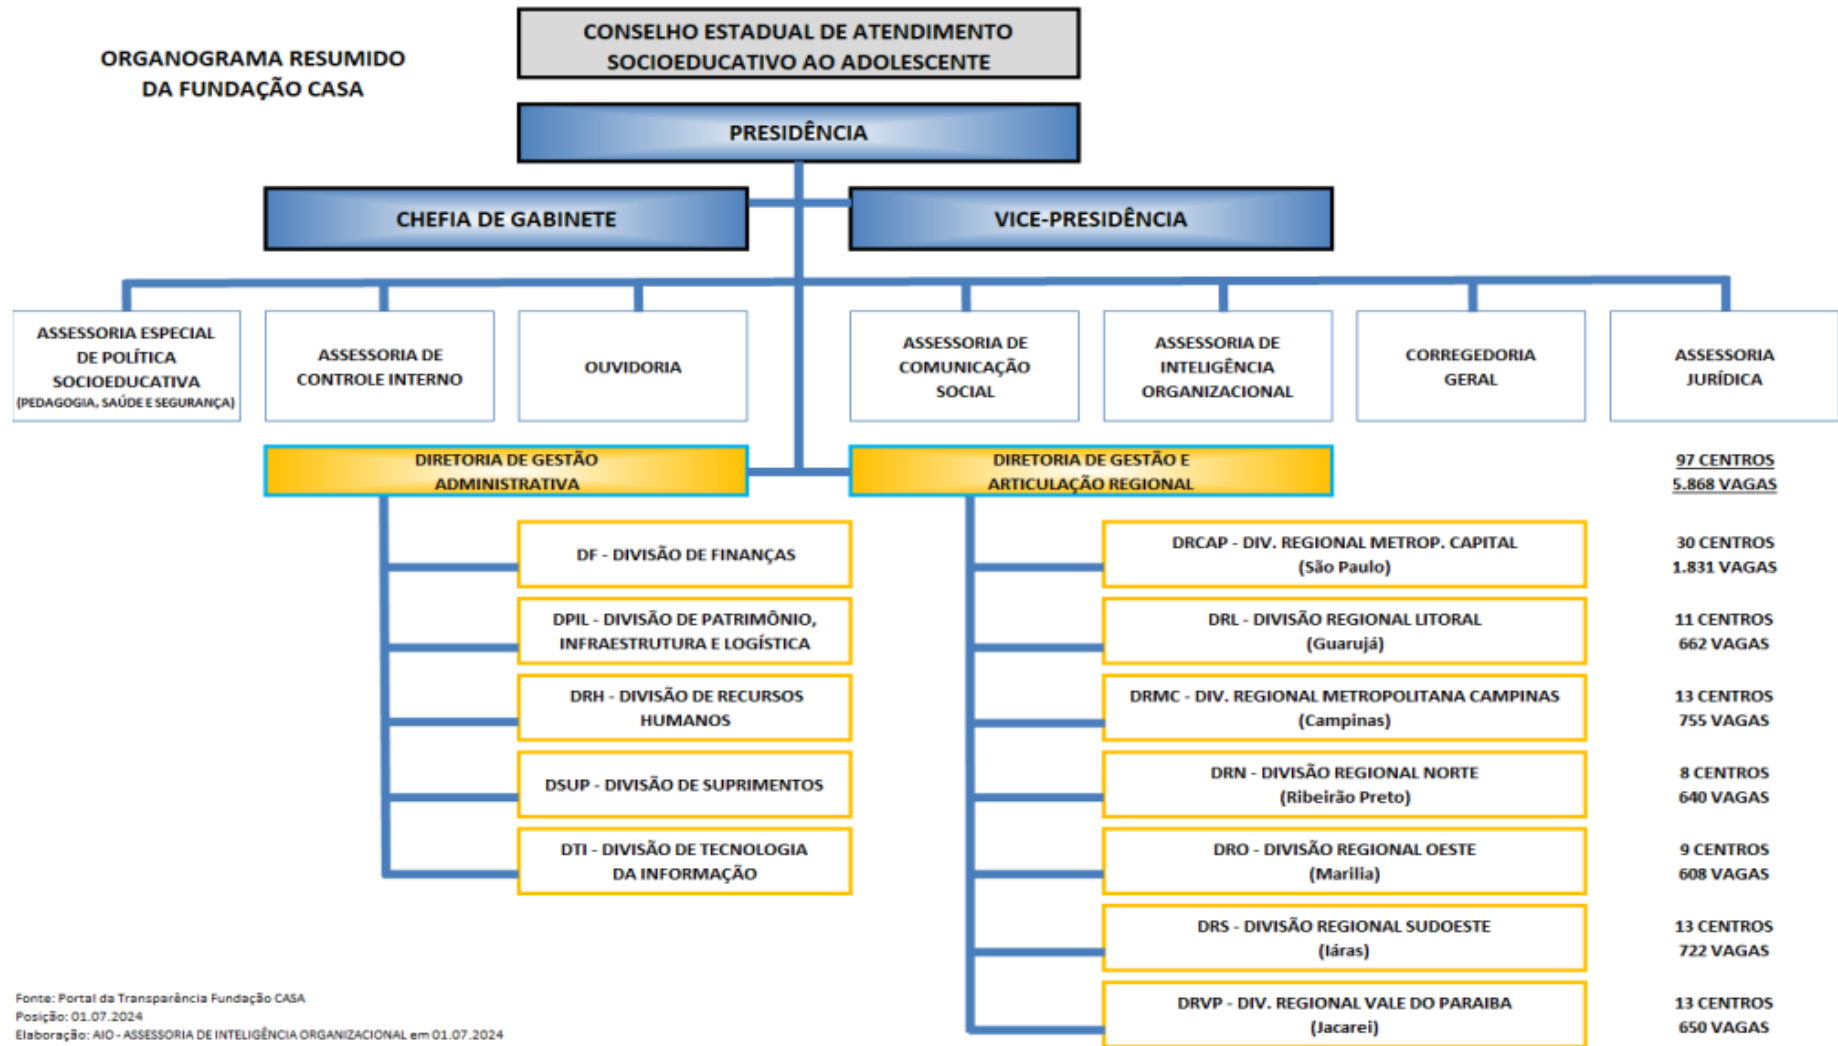 ORGANOGRAMA RESUMIDO
DA FUNDAÇÃO CASA
CONSELHO ESTADUAL DE ATENDIMENTO
SOCIOEDUCATIVO AO ADOLESCENTE
PRESIDÊNCIA
CHEFIA DE GABINETE
VICE-PRESIDÊNCIA
ASSESSORIA ESPECIAL
DE POLÍTICA
SOCIOEDUCATIVA
(PEDAGOGIA, SAÚDE E SEGURANÇA)
ASSESSORIA DE
CONTROLE INTERNO
OUVIDORIA
ASSESSORIA DE
COMUNICAÇÃO
SOCIAL
ASSESSORIA DE
INTELIGÊNCIA
ORGANIZACIONAL
CORREGEDORIA
GERAL
ASSESSORIA
JURÍDICA
DIRETORIA DE GESTÃO
ADMINISTRATIVA
DIRETORIA DE GESTÃO E
ARTICULAÇÃO REGIONAL
97 CENTROS
5.868 VAGAS
DF - DIVISÃO DE FINANÇAS
DPIL - DIVISÃO DE PATRIMÔNIO,
INFRAESTRUTURA E LOGÍSTICA
DRH - DIVISÃO DE RECURSOS
HUMANOS
DSUP - DIVISÃO DE SUPRIMENTOS
DTI - DIVISÃO DE TECNOLOGIA
DA INFORMAÇÃO
DRCAP - DIV. REGIONAL METROP. CAPITAL
(São Paulo)
30 CENTROS
1.831 VAGAS
DRL - DIVISÃO REGIONAL LITORAL
(Guarujá)
11 CENTROS
662 VAGAS
DRMC - DIV. REGIONAL METROPOLITANA CAMPINAS
(Campinas)
13 CENTROS
755 VAGAS
DRN - DIVISÃO REGIONAL NORTE
(Ribeirão Preto)
8 CENTROS
640 VAGAS
DRO - DIVISÃO REGIONAL OESTE
(Marilia)
9 CENTROS
608 VAGAS
DRS - DIVISÃO REGIONAL SUDOESTE
(Iáras)
13 CENTROS
722 VAGAS
DRVP - DIV. REGIONAL VALE DO PARAIBA
(Jacarei)
13 CENTROS
650 VAGAS
Fonte: Portal da Transparência Fundação CASA
Posição: 01.07.2024
Elaboração: AIO - ASSESSORIA DE INTELIGÊNCIA ORGANIZACIONAL em 01.07.2024